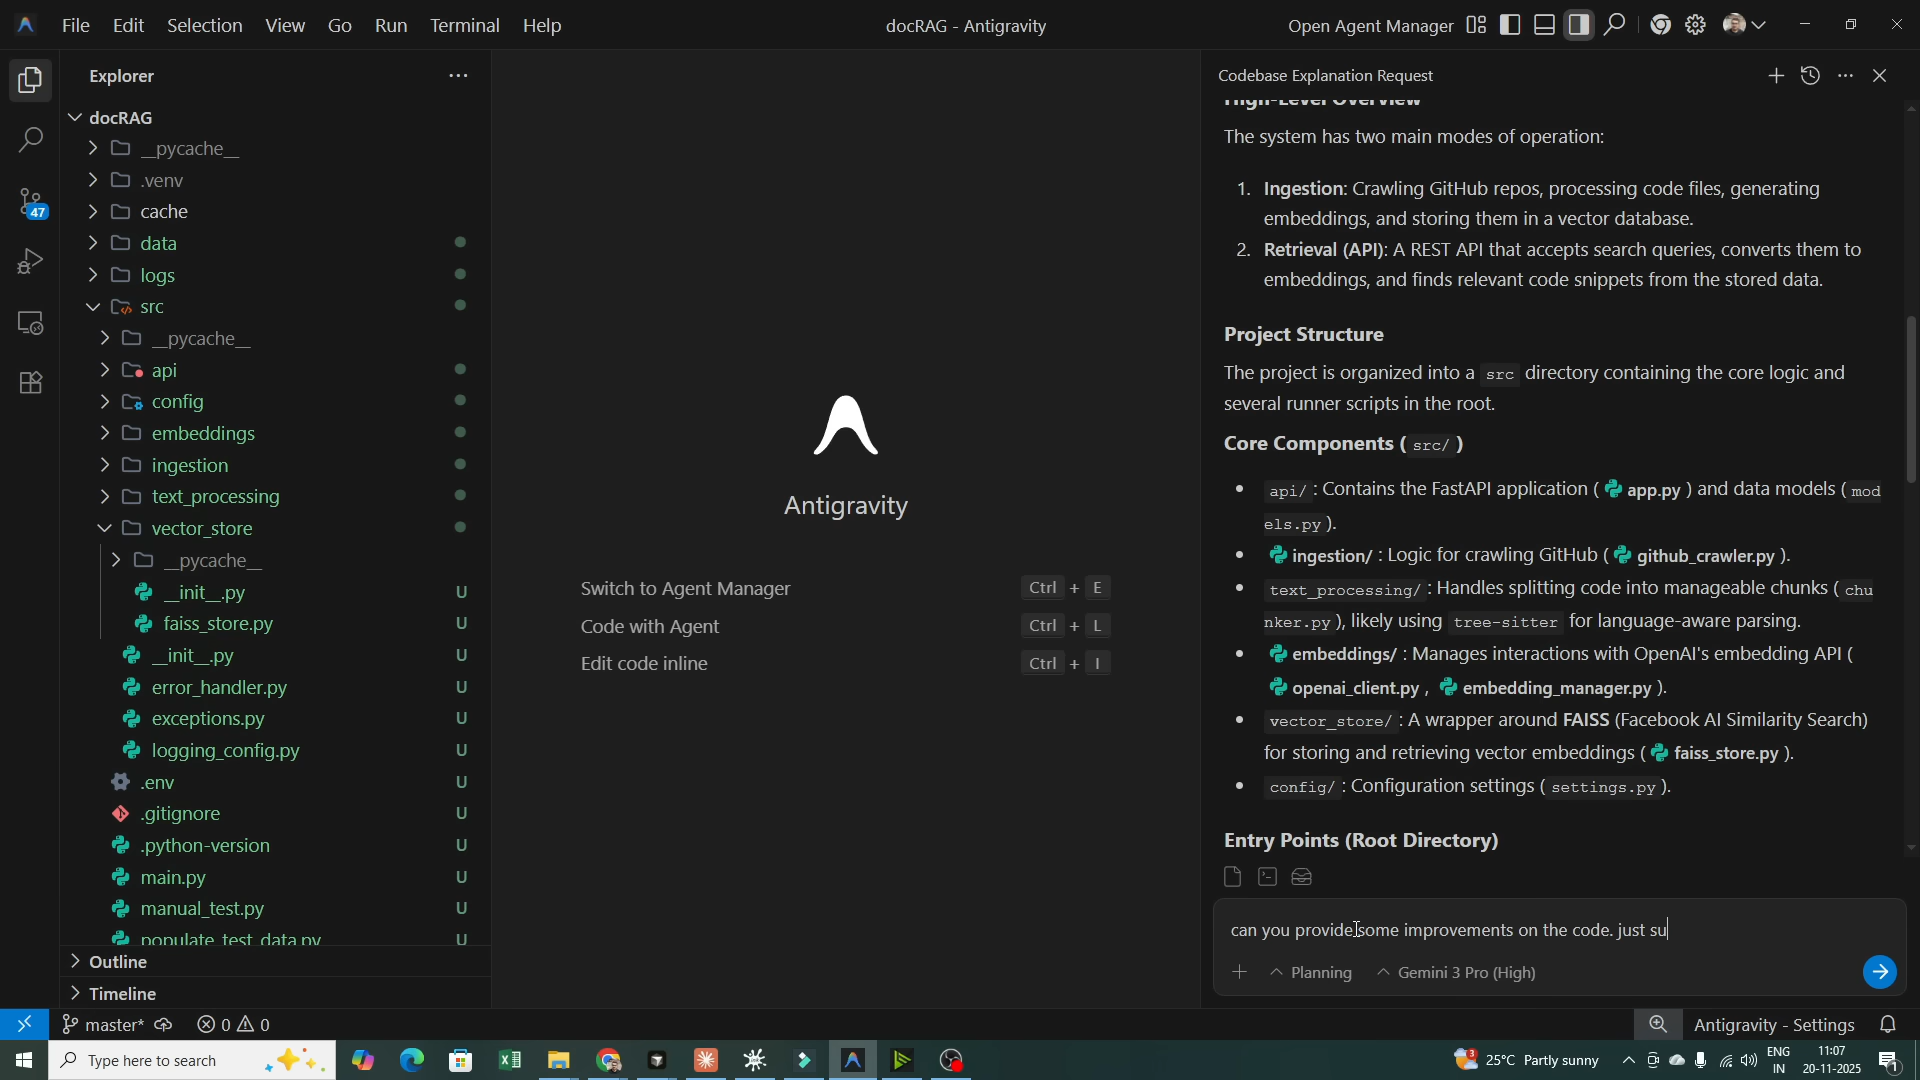 File Edit Selection View Go Run Terminal Help
docRAG - Antigravity
Open Agent Manager
Explorer
docRAG
__pycache__
.venv
cache
data
logs
src
__pycache__
api
config
embeddings
ingestion
text_processing
vector_store
__pycache__
__init__.py U
faiss_store.py U
__init__.py U
error_handler.py U
exceptions.py U
logging_config.py U
.env U
.gitignore U
.python-version U
main.py U
manual_test.py U
populate_test_data.py U
Outline
Timeline
47
Antigravity
Switch to Agent Manager Ctrl + E
Code with Agent Ctrl + L
Edit code inline Ctrl + I
Codebase Explanation Request
High-Level Overview
The system has two main modes of operation:
1. Ingestion: Crawling GitHub repos, processing code files, generating
embeddings, and storing them in a vector database.
2. Retrieval (API): A REST API that accepts search queries, converts them to
embeddings, and finds relevant code snippets from the stored data.
Project Structure
The project is organized into a src directory containing the core logic and
several runner scripts in the root.
Core Components ( src/ )
• api/ : Contains the FastAPI application ( app.py ) and data models ( mod
els.py ).
• ingestion/ : Logic for crawling GitHub ( github_crawler.py ).
• text_processing/ : Handles splitting code into manageable chunks ( chu
nker.py ), likely using tree-sitter for language-aware parsing.
• embeddings/ : Manages interactions with OpenAI's embedding API (
openai_client.py , embedding_manager.py ).
• vector_store/ : A wrapper around FAISS (Facebook AI Similarity Search)
for storing and retrieving vector embeddings ( faiss_store.py ).
• config/ : Configuration settings ( settings.py ).
Entry Points (Root Directory)
can you provide some improvements on the code. just su
Planning Gemini 3 Pro (High)
master* 0 0
Antigravity - Settings
Type here to search
3
25°C Partly sunny
ENG
IN
11:07
20-11-2025
1